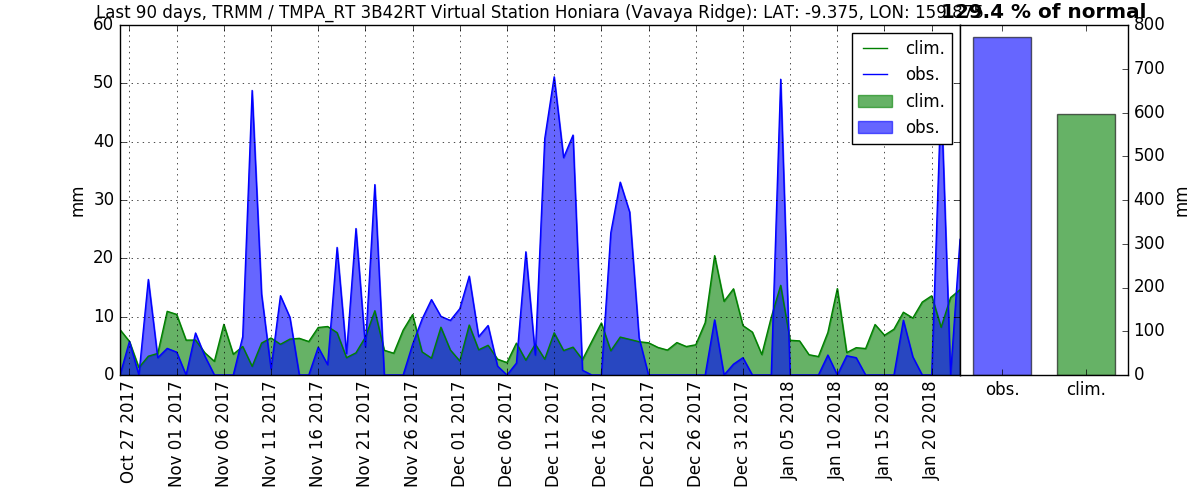 Last 90 days, TRMM / TMPA_RT 3B42RT Virtual Station Honiara (Vavaya Ridge): LAT: -9.375, LON:
129.4 % of normal
60
50
40
30
20
10
0
mm
clim.
obs.
clim.
obs.
800
700
600
500
400
300
200
100
0
mm
obs.
clim.
Oct 27 2017
Nov 01 2017
Nov 06 2017
Nov 11 2017
Nov 16 2017
Nov 21 2017
Nov 26 2017
Dec 01 2017
Dec 06 2017
Dec 11 2017
Dec 16 2017
Dec 21 2017
Dec 26 2017
Dec 31 2017
Jan 05 2018
Jan 10 2018
Jan 15 2018
Jan 20 2018